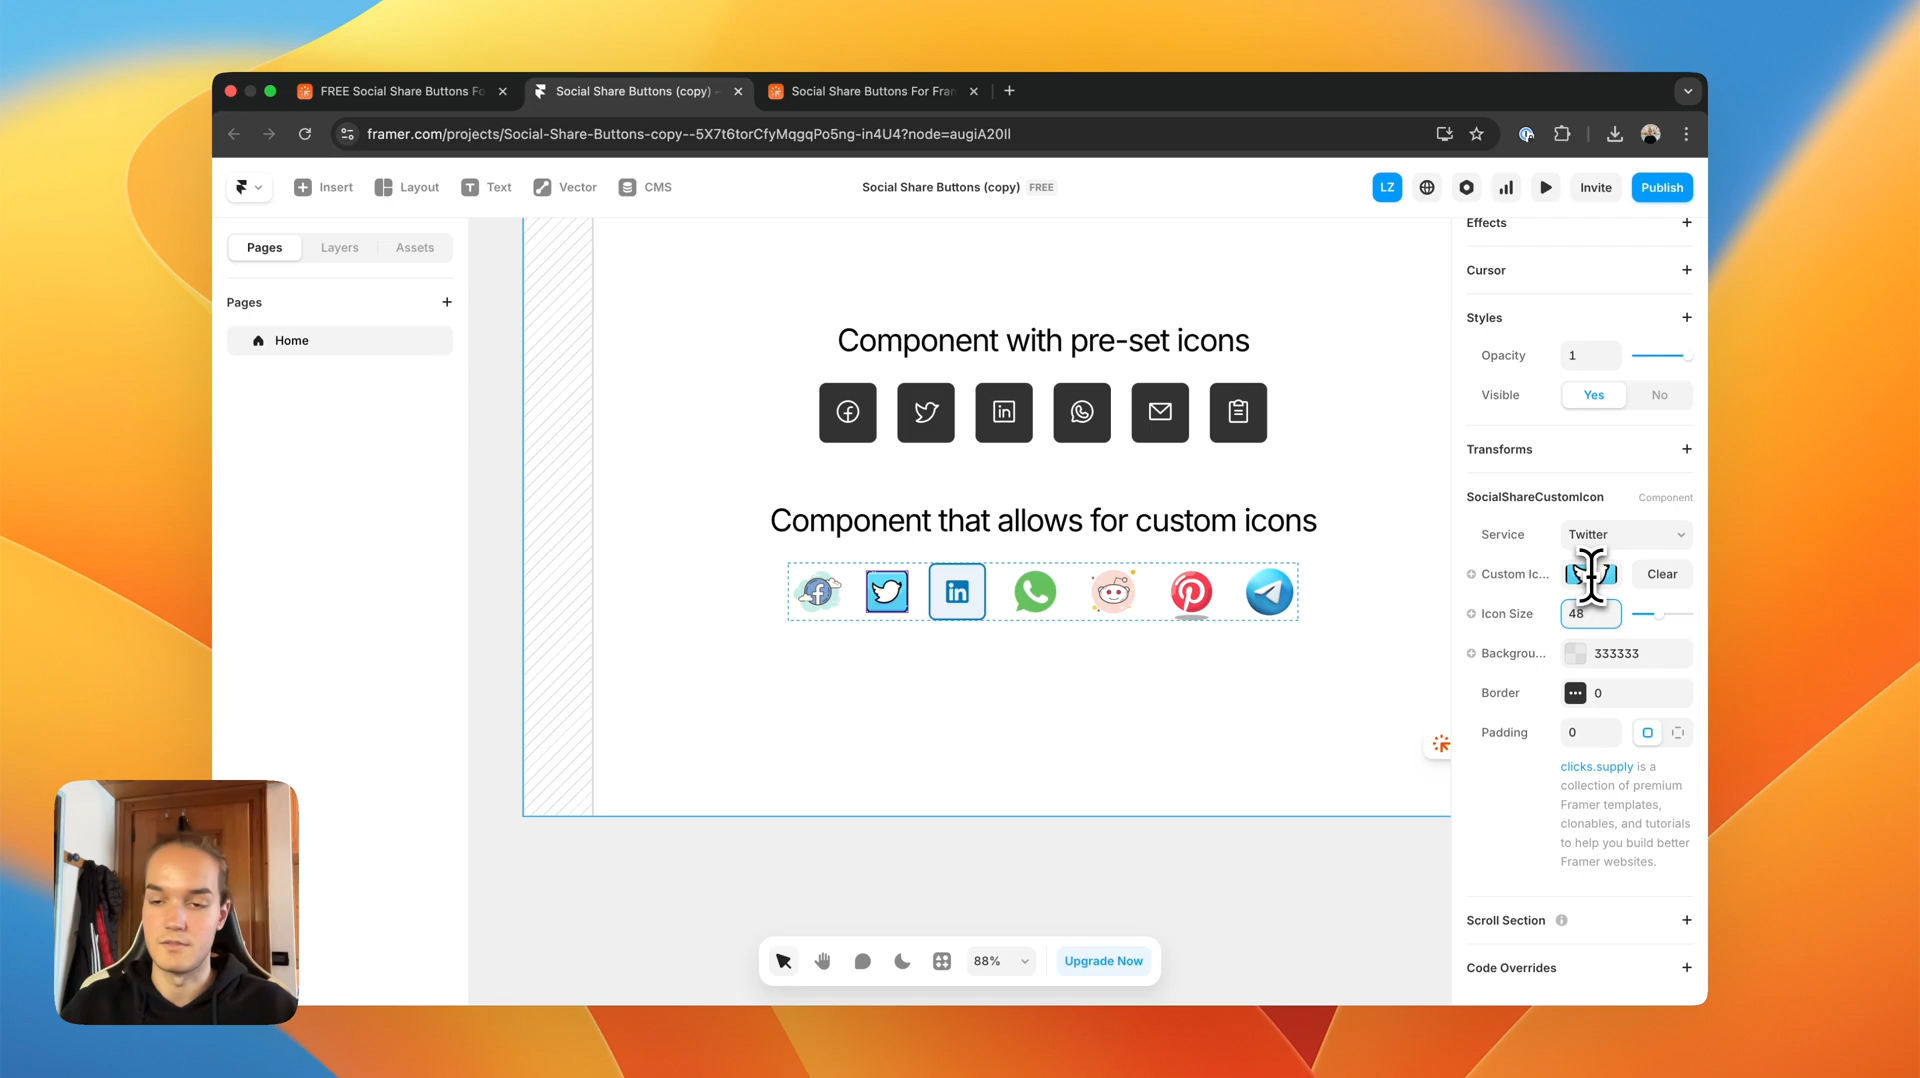 FREE Social Share Buttons Fo
Social Share Buttons (copy) -
Social Share Buttons For Fran
framer.com/projects/Social-Share-Buttons-copy--5X7t6torCfyMqgqPo5ng-in4U4?node=augiA20Il
Insert
Layout
Text
Vector
CMS
Social Share Buttons (copy)
FREE
LZ
Invite
Publish
Pages
Layers
Assets
Pages
Home
Component with pre-set icons
Component that allows for custom icons
Effects
Cursor
Styles
Opacity
1
Visible
Yes
No
Transforms
SocialShareCustomIcon
Component
Service
Twitter
Custom Ic...
Clear
Icon Size
48
Backgrou...
333333
Border
0
Padding
0
clicks.supply is a
collection of premium
Framer templates,
clonables, and tutorials
to help you build better
Framer websites.
Scroll Section
Code Overrides
88%
Upgrade Now